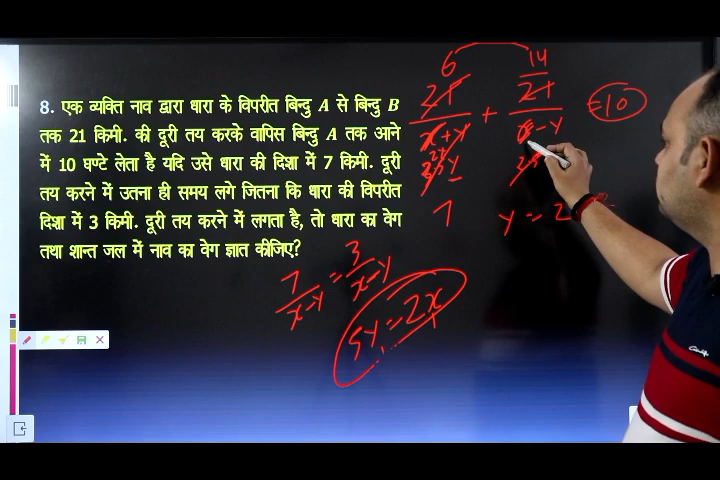 8. एक व्यक्ति नाव द्वारा धारा के विपरीत बिन्दु A से बिन्दु B
तक 21 किमी. की दूरी तय करके वापिस बिन्दु A तक आने
में 10 घण्टे लेता है यदि उसे धारा की दिशा में 7 किमी. दूरी
तय करने में उतना ही समय लगे जितना कि धारा की विपरीत
दिशा में 3 किमी. दूरी तय करने में लगता है, तो धारा का वेग
तथा शान्त जल में नाव का वेग ज्ञात कीजिए?
6 14
21 21
x+y + -y =10
7 y=2
7/x-y = 3/x-y
5y=2x